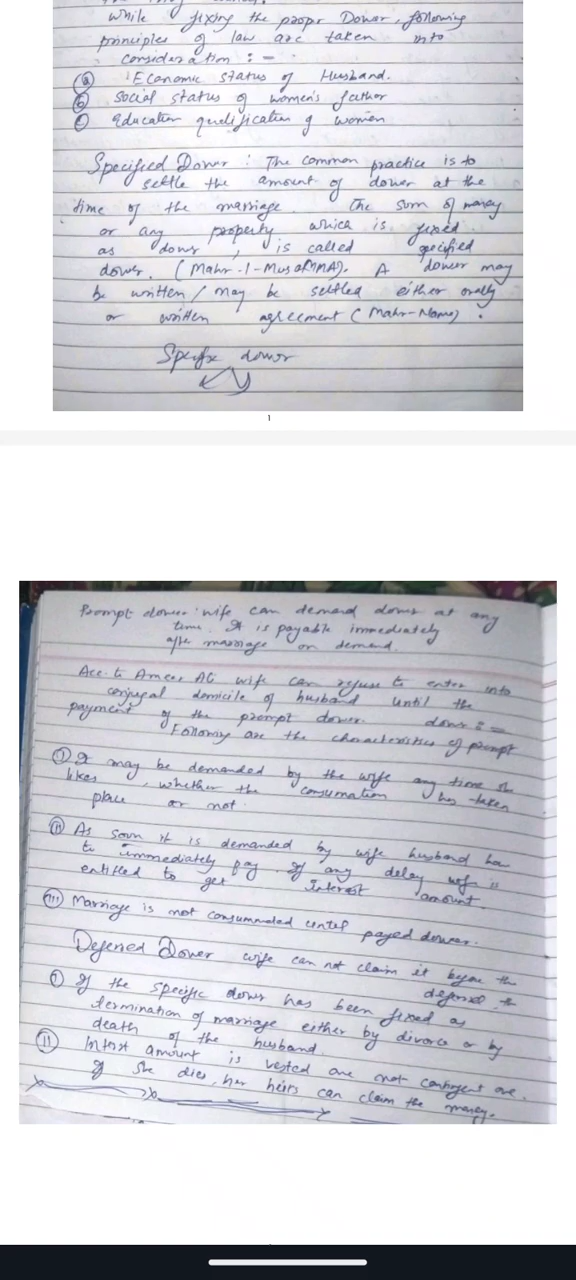 While fixing the propr Dower, following
principles of law are taken into
consideration :-
(a) Economic status of Husband.
(b) Social status of women's father
(c) Education qualification of women
Specified Dower : The common practice is to
settle the amount of dower at the
time of the marriage. The sum of money
or any property which is fixed
as dower, is called specified
dower. (Mahr-I-Mus
A dower may
be written / may be settled either orally
or written agreement (Mahr-Nama).
Specific dower
1
Prompt dower : wife can demand dower at any
time. It is payable immediately
after marriage on demand.
Acc. to Ameer Ali wife can refuse to enter into
conjugal domicile of husband until the
payment of the prompt dower.
Following are the characteristics of prompt
dower :-
(i) It may be demanded by the wife any time she
likes, whether the consumation has taken
place or not.
(ii) As soon it is demanded by wife husband has
to immediately pay. If any delay wife is
entitled to get interest amount.
(iii) Marriage is not consummated until payed dower.
Deferred Dower wife can not claim it before the
(i) If the specific dower has been fixed as deferred, the
termination of marriage either by divorce or by
death of the husband.
(ii) amount is vested one not contingent one.
If she dies, her heirs can claim the money.